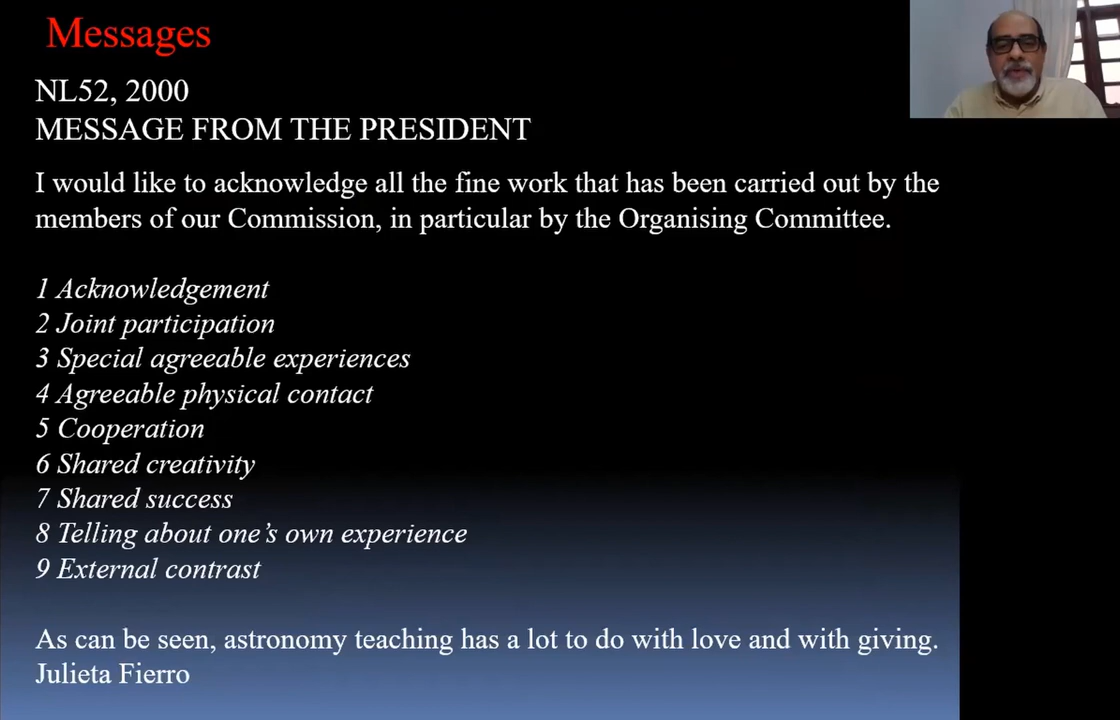 Messages
NL52, 2000
MESSAGE FROM THE PRESIDENT
I would like to acknowledge all the fine work that has been carried out by the
members of our Commission, in particular by the Organising Committee.
1 Acknowledgement
2 Joint participation
3 Special agreeable experiences
4 Agreeable physical contact
5 Cooperation
6 Shared creativity
7 Shared success
8 Telling about one’s own experience
9 External contrast
As can be seen, astronomy teaching has a lot to do with love and with giving.
Julieta Fierro